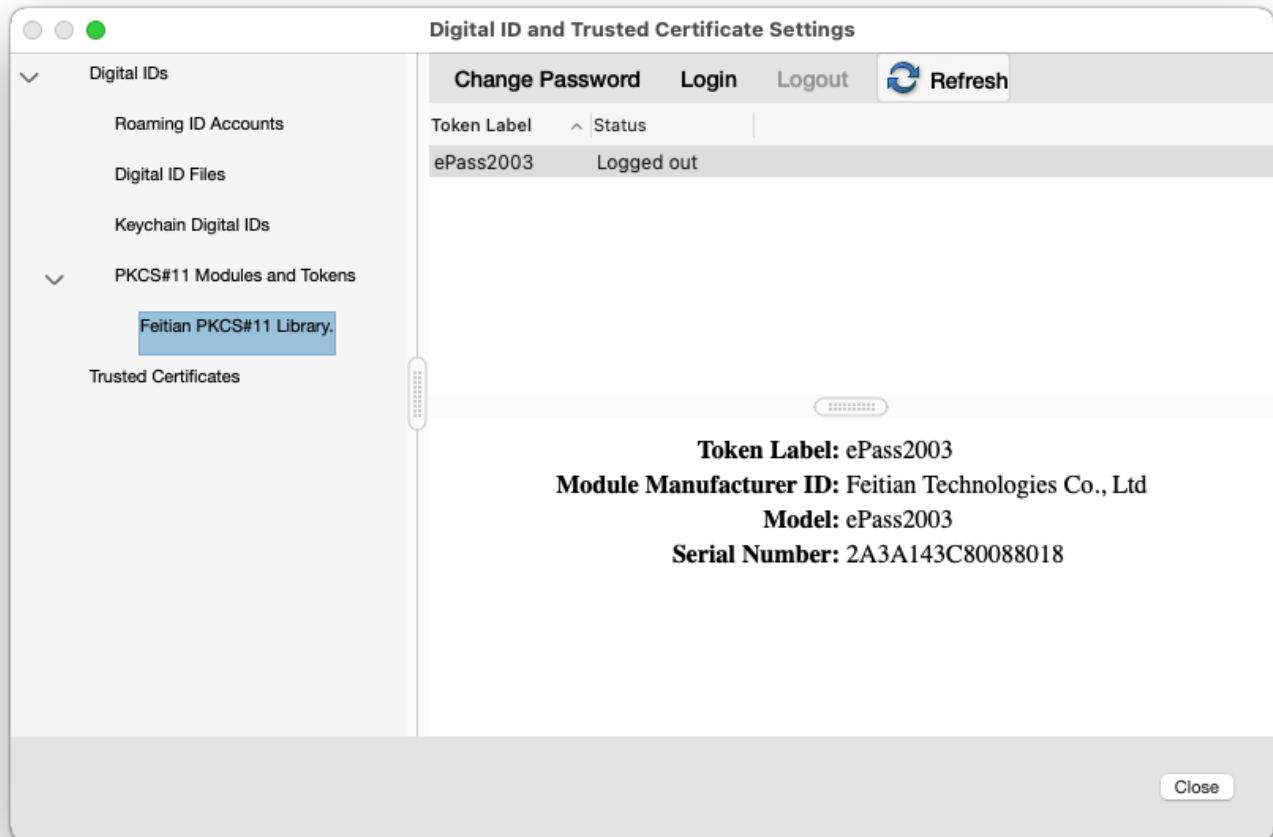 Digital ID and Trusted Certificate Settings
Digital IDs
Roaming ID Accounts
Digital ID Files
Keychain Digital IDs
PKCS#11 Modules and Tokens
Feitian PKCS#11 Library.
Trusted Certificates
Change Password Login Logout Refresh
Token Label Status
ePass2003 Logged out
Token Label: ePass2003
Module Manufacturer ID: Feitian Technologies Co., Ltd
Model: ePass2003
Serial Number: 2A3A143C80088018
Close